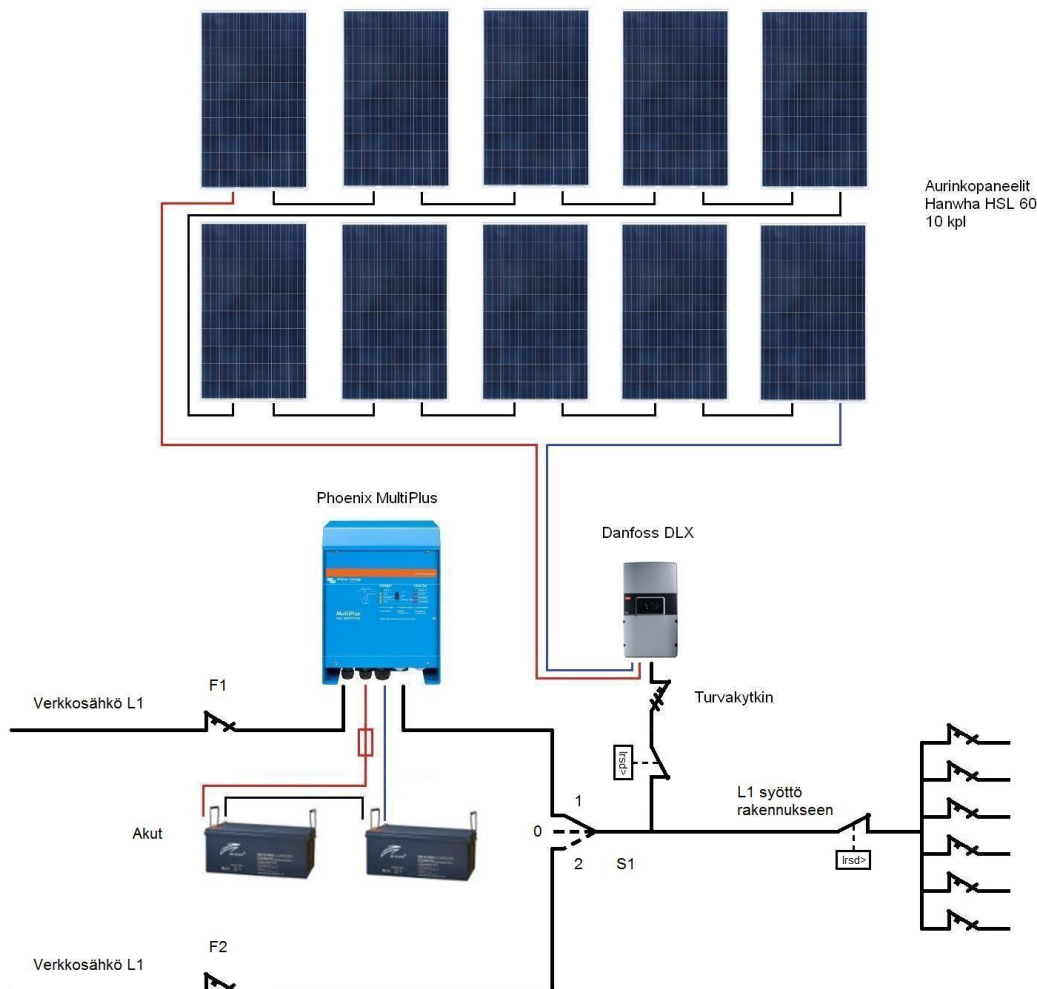 Aurinkopaneelit
Hanwha HSL 60
10 kpl
Phoenix MultiPlus
Danfoss DLX
MultiPlus
F1
Verkkosähkö L1
Turvakytkin
Irsd>
L1 syöttö
rakennukseen
1
0
Akut
2
S1
Irsd>
F2
Verkkosähkö L1